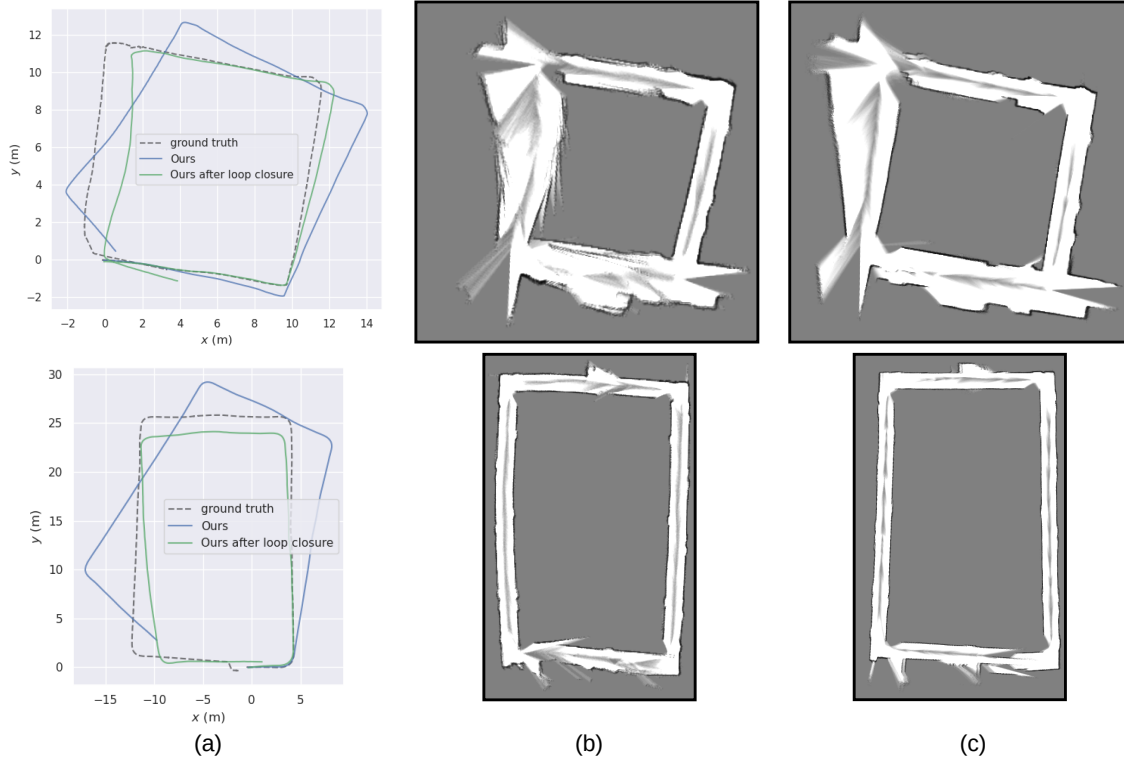 12
10
8
6
4
2
0
−2
y (m)
ground truth
Ours
Ours after loop closure
−2 0 2 4 6 8 10 12 14
x (m)
30
25
20
15
10
5
0
y (m)
ground truth
Ours
Ours after loop closure
−15 −10 −5 0 5
x (m)
(a) (b) (c)